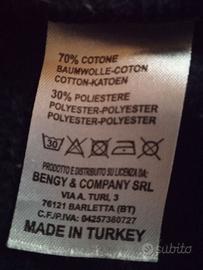 70% COTONE
BAUMWOLLE-COTON
COTTON-KATOEN
30% POLIESTERE
POLYESTER-POLYESTER
POLYESTER-POLYESTER
30
PRODOTTO E DISTRIBUITO SU LICENZA DA:
BENGY & COMPANY SRL
VIA A. TURI, 3
76121 BARLETTA (BT)
C.F./P.IVA: 04257380727
MADE IN TURKEY
subito